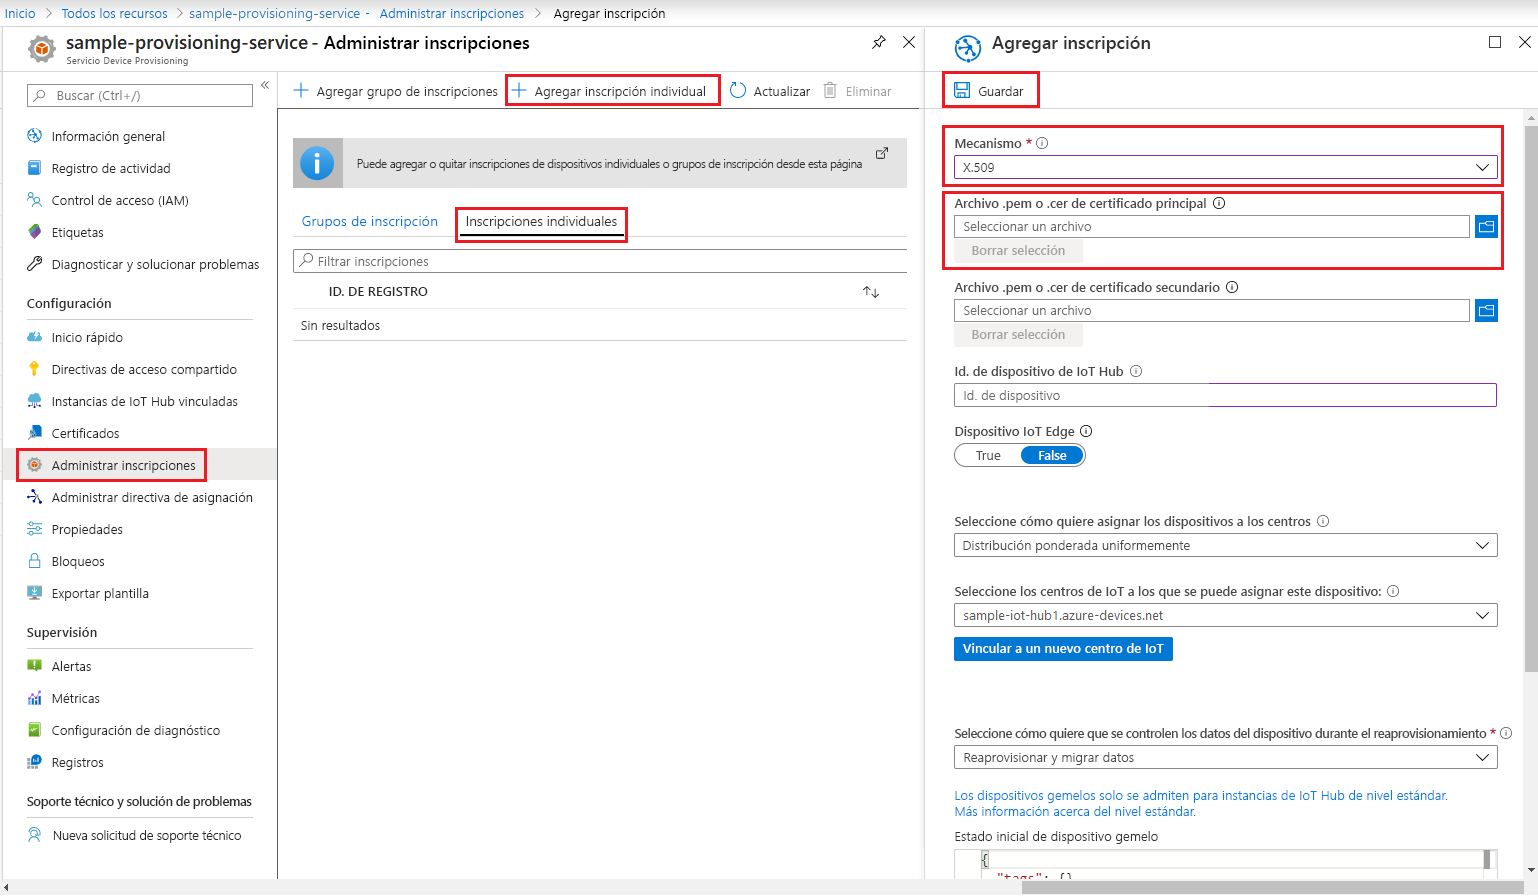 Inicio > Todos los recursos > sample-provisioning-service - Administrar inscripciones > Agregar inscripción
sample-provisioning-service - Administrar inscripciones
Servicio Device Provisioning
Buscar (Ctrl+/)
«
Información general
Registro de actividad
Control de acceso (IAM)
Etiquetas
Diagnosticar y solucionar problemas
Configuración
Inicio rápido
Directivas de acceso compartido
Instancias de IoT Hub vinculadas
Certificados
Administrar inscripciones
Administrar directiva de asignación
Propiedades
Bloqueos
Exportar plantilla
Supervisión
Alertas
Métricas
Configuración de diagnóstico
Registros
Soporte técnico y solución de problemas
Nueva solicitud de soporte técnico
Agregar grupo de inscripciones
Agregar inscripción individual
Actualizar
Eliminar
Puede agregar o quitar inscripciones de dispositivos individuales o grupos de inscripción desde esta página
Grupos de inscripción
Inscripciones individuales
Filtrar inscripciones
ID. DE REGISTRO
Sin resultados
Agregar inscripción
Guardar
Mecanismo *
X.509
Archivo .pem o .cer de certificado principal
Seleccionar un archivo
Borrar selección
Archivo .pem o .cer de certificado secundario
Seleccionar un archivo
Borrar selección
Id. de dispositivo de IoT Hub
Id. de dispositivo
Dispositivo IoT Edge
True False
Seleccione cómo quiere asignar los dispositivos a los centros
Distribución ponderada uniformemente
Seleccione los centros de IoT a los que se puede asignar este dispositivo:
sample-iot-hub1.azure-devices.net
Vincular a un nuevo centro de IoT
Seleccione cómo quiere que se controlen los datos del dispositivo durante el reaprovisionamiento *
Reaprovisionar y migrar datos
Los dispositivos gemelos solo se admiten para instancias de IoT Hub de nivel estándar.
Más información acerca del nivel estándar.
Estado inicial de dispositivo gemelo
{
"tags": {}